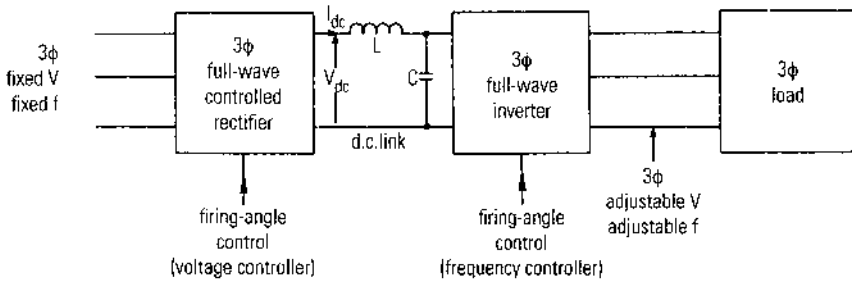 3ϕ
fixed V
fixed f
3ϕ
full-wave
controlled
rectifier
I_dc
L
V_dc
C
d.c.link
3ϕ
full-wave
inverter
3ϕ
load
firing-angle
control
(voltage controller)
firing-angle
control
(frequency controller)
3ϕ
adjustable V
adjustable f